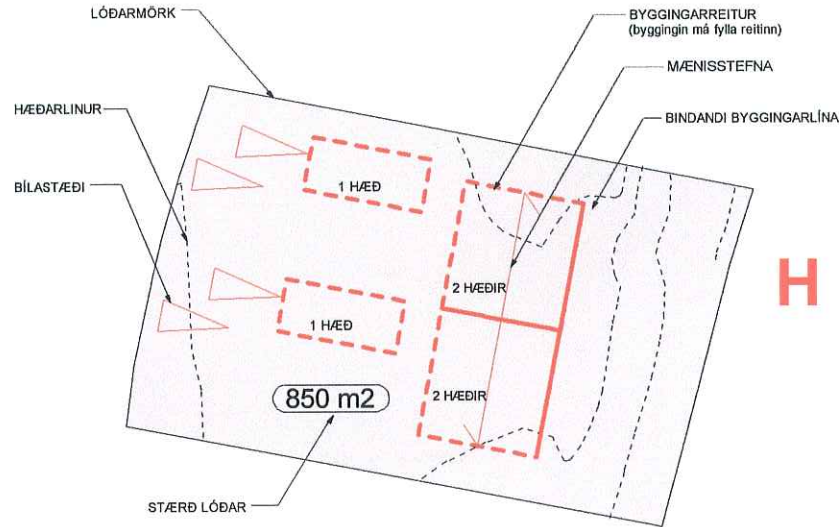 LÓÐARMÖRK
BYGGINGARREITUR
(byggingin má fylla reitinn)
MÆNISSTEFNA
HÆÐARLINUR
BINDANDI BYGGINGARLÍNA
BÍLASTÆÐI
1 HÆÐ
2 HÆÐIR
H
1 HÆÐ
2 HÆÐIR
850 m2
STÆRÐ LÓÐAR